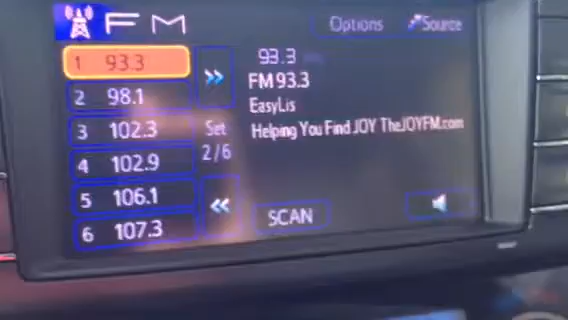 FM
Options
Source
1 93.3
2 98.1
3 102.3
4 102.9
5 106.1
6 107.3
Set
2/6
93.3
FM 93.3
EasyLis
Helping You Find JOY TheJOYFM.com
SCAN